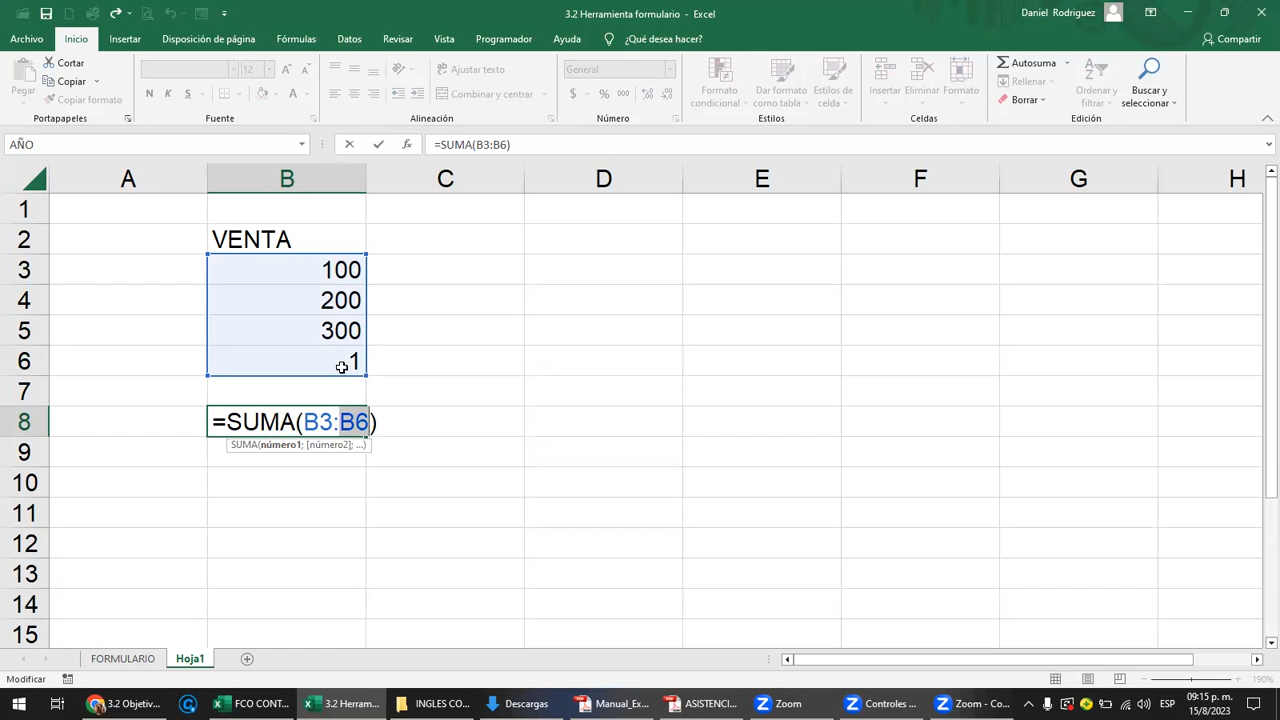 3.2 Herramienta formulario - Excel
Daniel Rodriguez
Archivo Inicio Insertar Disposición de página Fórmulas Datos Revisar Vista Programador Ayuda ¿Qué desea hacer? Compartir
Pegar
Cortar
Copiar
Copiar formato
Portapapeles
12
N K S
Fuente
Ajustar texto
Combinar y centrar
Alineación
General
$ % 000
Número
Formato condicional
Dar formato como tabla
Estilos de celda
Estilos
Insertar Eliminar Formato
Celdas
Autosuma
Rellenar
Borrar
Ordenar y filtrar
Buscar y seleccionar
Edición
AÑO
fx
=SUMA(B3:B6)
A B C D E F G H
1
2 VENTA
3 100
4 200
5 300
6 1
7
8 =SUMA(B3:B6)
SUMA(número1; [número2]; ...)
9
10
11
12
13
14
15
FORMULARIO Hoja1
Modificar
190%
3.2 Objetiv...
FCO CONT...
3.2 Herram...
INGLES CO...
Descargas
Manual_Ex...
ASISTENCI...
Zoom
Controles ...
Zoom - Co...
ESP
09:15 p. m.
15/8/2023